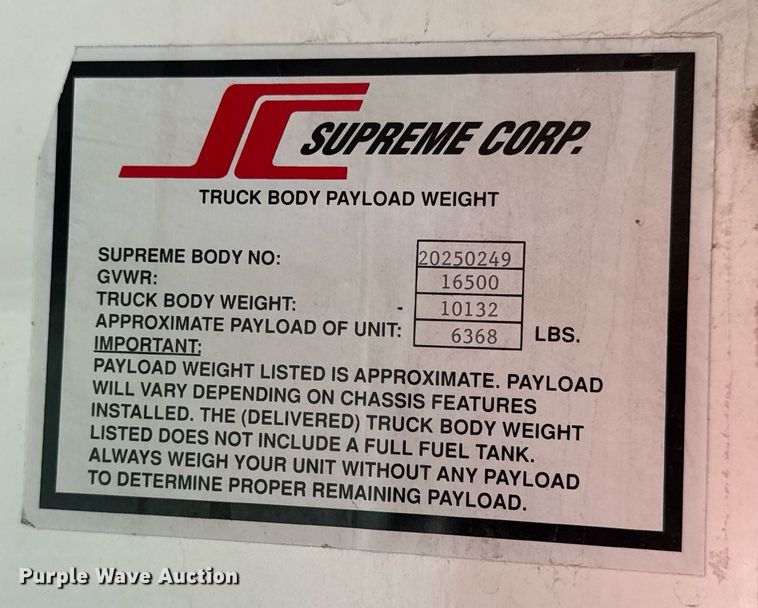 SC SUPREME CORP.
TRUCK BODY PAYLOAD WEIGHT
SUPREME BODY NO: 20250249
GVWR: 16500
TRUCK BODY WEIGHT: - 10132
APPROXIMATE PAYLOAD OF UNIT: 6368 LBS.
IMPORTANT:
PAYLOAD WEIGHT LISTED IS APPROXIMATE. PAYLOAD
WILL VARY DEPENDING ON CHASSIS FEATURES
INSTALLED. THE (DELIVERED) TRUCK BODY WEIGHT
LISTED DOES NOT INCLUDE A FULL FUEL TANK.
ALWAYS WEIGH YOUR UNIT WITHOUT ANY PAYLOAD
TO DETERMINE PROPER REMAINING PAYLOAD.
Purple Wave Auction